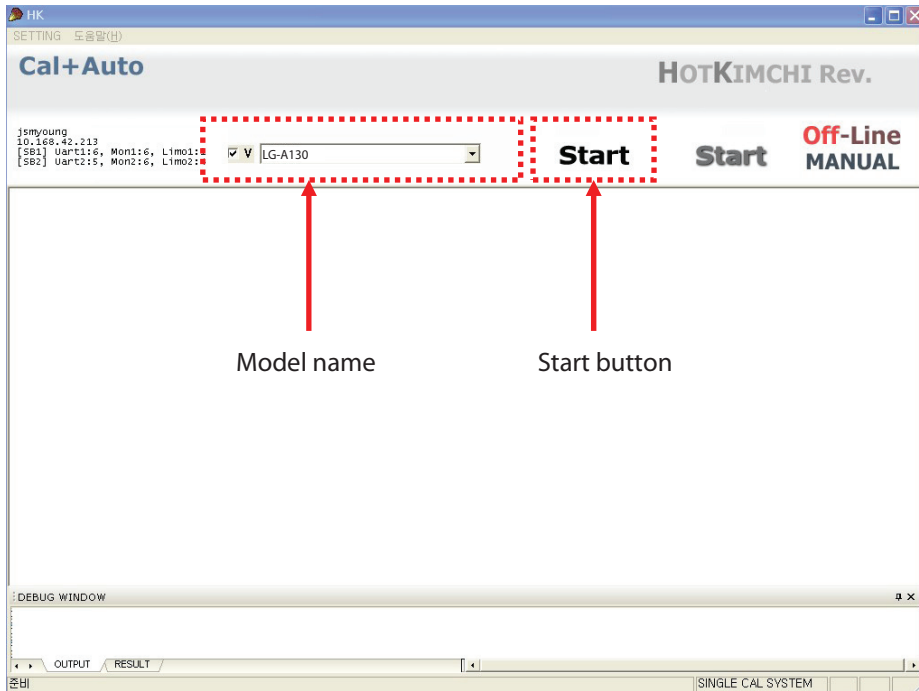 HK
SETTING 도움말(H)
Cal+Auto
HOTKIMCHI Rev.
jsmyoung
10.168.42.213
[SB1] Uart1:6, Mon1:6, Limo1:
[SB2] Uart2:5, Mon2:6, Limo2:
V LG-A130
Start
Start
Off-Line
MANUAL
Model name
Start button
DEBUG WINDOW
OUTPUT RESULT
준비
SINGLE CAL SYSTEM